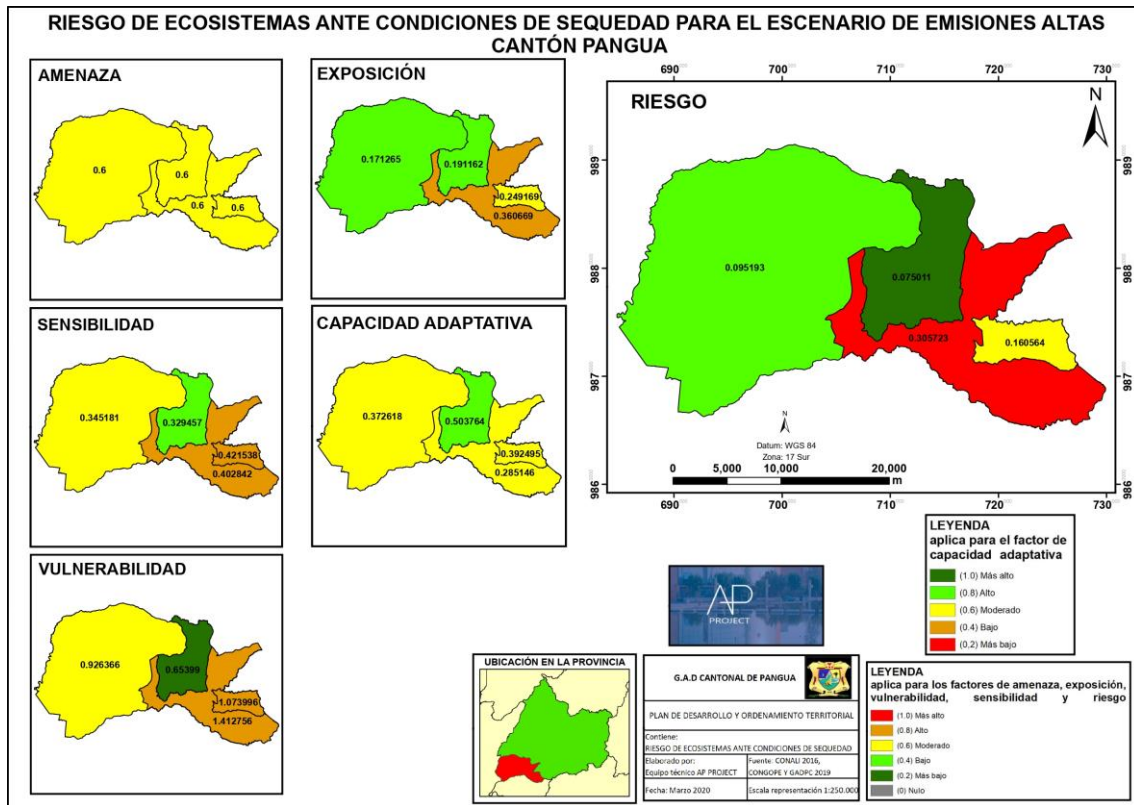 RIESGO DE ECOSISTEMAS ANTE CONDICIONES DE SEQUEDAD PARA EL ESCENARIO DE EMISIONES ALTAS
CANTÓN PANGUA
AMENAZA
0.6
0.6
0.6
0.6
EXPOSICIÓN
0.171265
0.191162
0.249169
0.360669
SENSIBILIDAD
0.345181
0.329457
0.421538
0.402842
CAPACIDAD ADAPTATIVA
0.372618
0.503764
0.392495
0.285146
VULNERABILIDAD
0.926366
0.65399
1.073996
1.412756
690
700
710
720
730
RIESGO
N
989
988
987
986
989
988
987
986
0.095193
0.075011
0.305723
0.160564
N
Datum: WGS 84
Zona: 17 Sur
0 5,000 10,000 20,000
m
690
700
710
720
730
LEYENDA
aplica para el factor de
capacidad adaptativa
(1.0) Más alto
(0.8) Alto
(0.6) Moderado
(0.4) Bajo
(0,2) Más bajo
AP
PROJECT
UBICACIÓN EN LA PROVINCIA
G.A.D CANTONAL DE PANGUA
PLAN DE DESARROLLO Y ORDENAMIENTO TERRITORIAL
Contiene:
RIESGO DE ECOSISTEMAS ANTE CONDICIONES DE SEQUEDAD
Elaborado por:
Equipo técnico AP PROJECT
Fuente: CONALI 2016,
CONGOPE Y GADPC 2019
Fecha: Marzo 2020
Escala representación 1:250.000
LEYENDA
aplica para los factores de amenaza, exposición,
vulnerabilidad, sensibilidad y riesgo
(1.0) Más alto
(0.8) Alto
(0.6) Moderado
(0.4) Bajo
(0.2) Más bajo
(0) Nulo